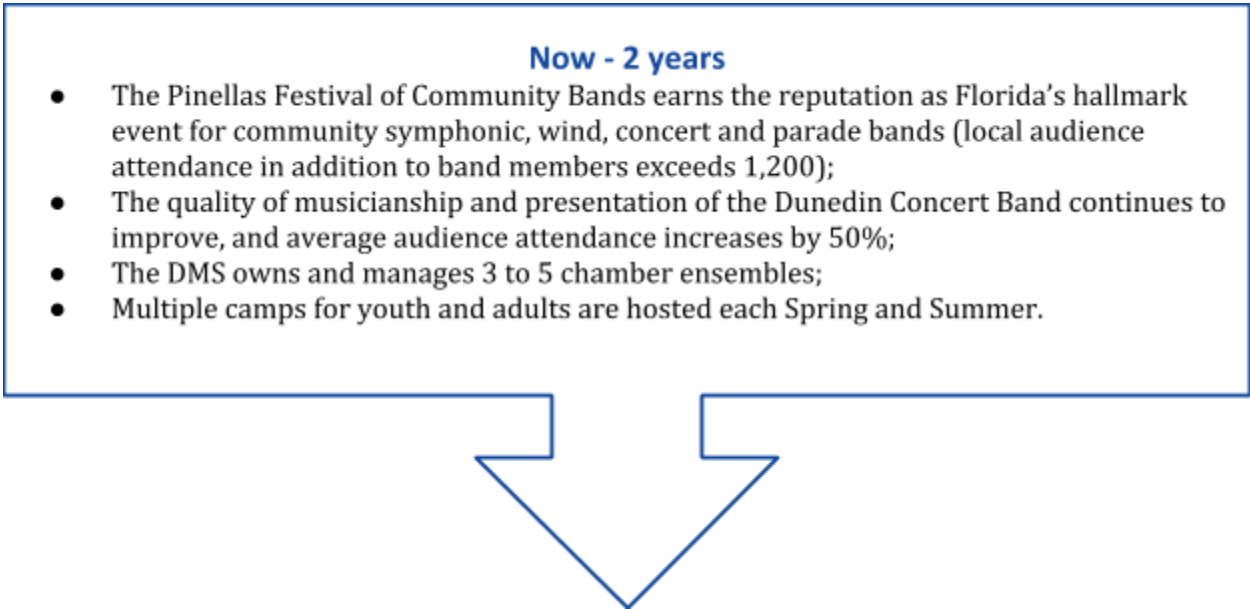 Now - 2 years
● The Pinellas Festival of Community Bands earns the reputation as Florida’s hallmark
event for community symphonic, wind, concert and parade bands (local audience
attendance in addition to band members exceeds 1,200);
● The quality of musicianship and presentation of the Dunedin Concert Band continues to
improve, and average audience attendance increases by 50%;
● The DMS owns and manages 3 to 5 chamber ensembles;
● Multiple camps for youth and adults are hosted each Spring and Summer.